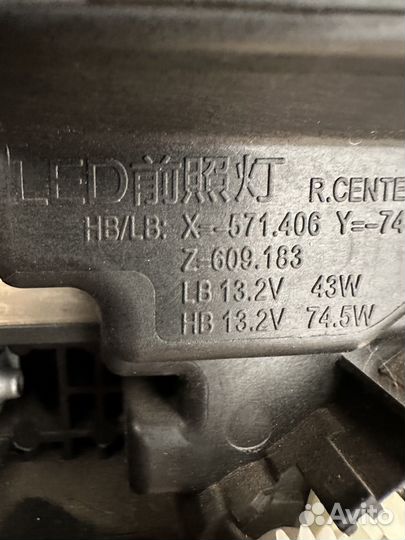 LED前照灯 R.CENTE
HB/LB: X-571.406 Y=-74
Z-609.183
LB 13.2V 43W
HB 13.2V 74.5W
Avito